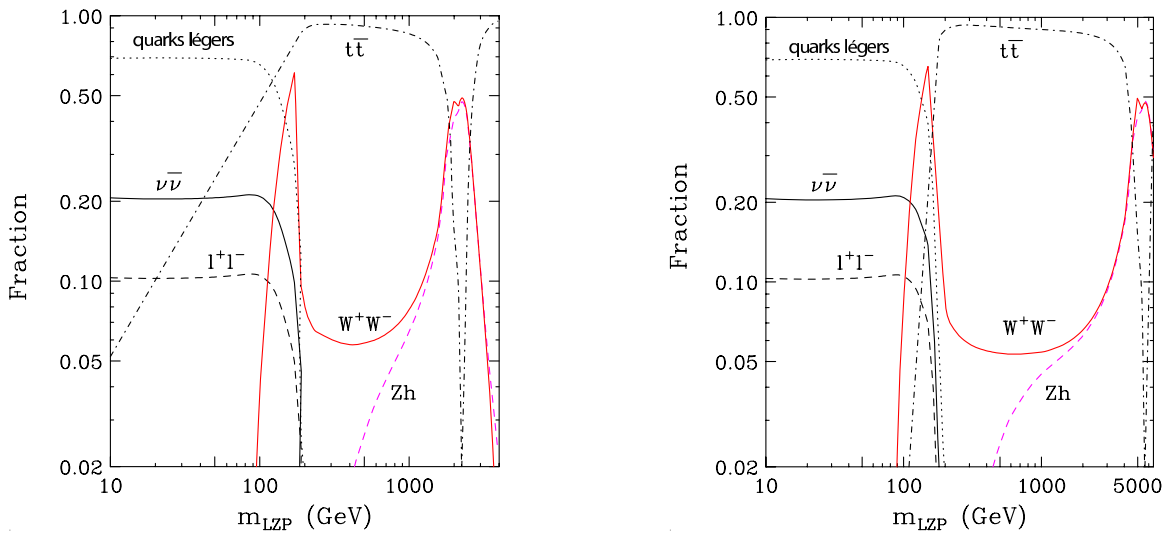 1.00
quarks légers
tt̅
0.50
νν̅
0.20
l⁺l⁻
0.10
W⁺W⁻
0.05
Zh
0.02
10
100
1000
Fraction
m_LZP (GeV)
1.00
quarks légers
tt̅
0.50
νν̅
0.20
l⁺l⁻
0.10
W⁺W⁻
0.05
Zh
0.02
10
100
1000
5000
Fraction
m_LZP (GeV)